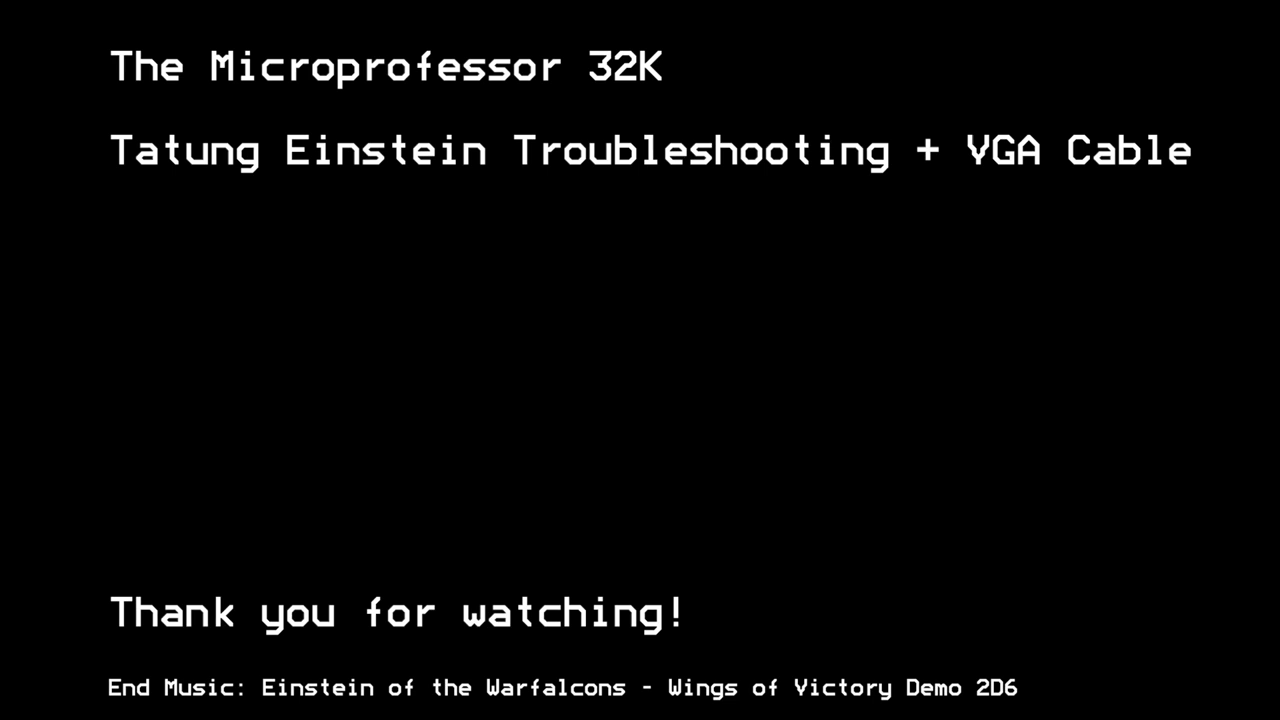 The Microprofessor 32K
Tatung Einstein Troubleshooting + VGA Cable
Thank you for watching!
End Music: Einstein of the Warfalcons - Wings of Victory Demo 2D6